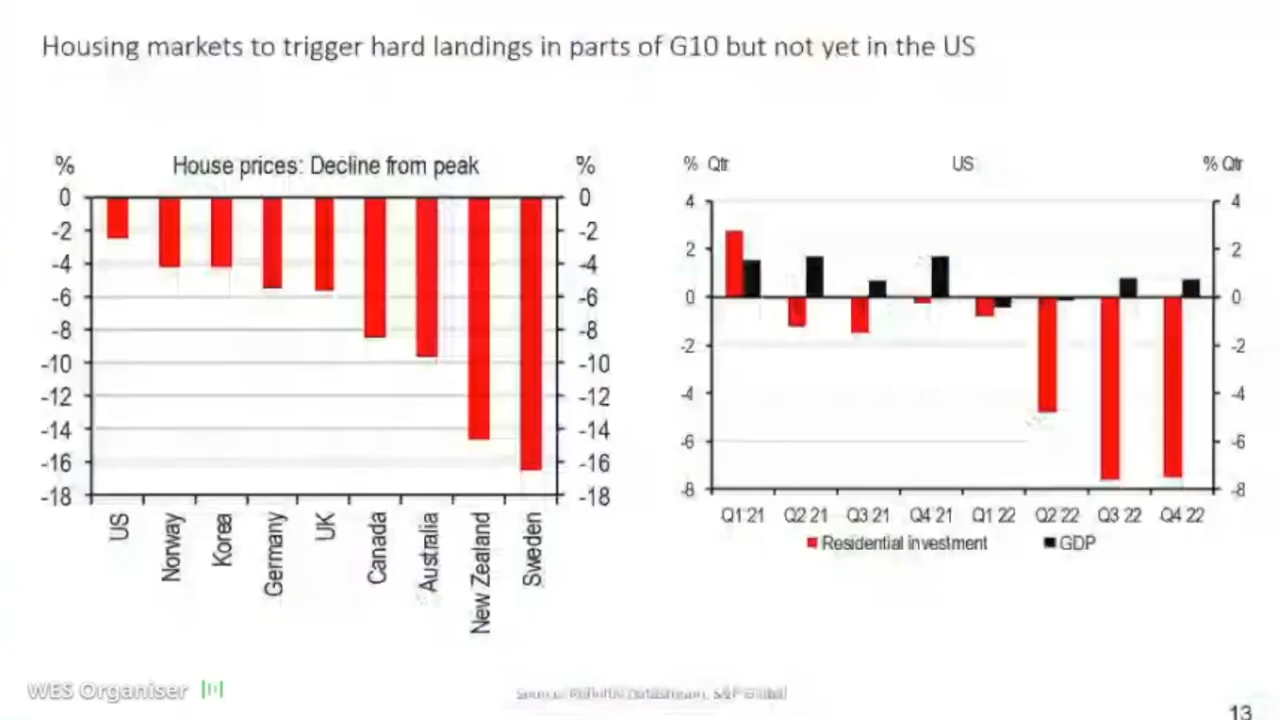 Housing markets to trigger hard landings in parts of G10 but not yet in the US
% House prices: Decline from peak %
0 0
-2 -2
-4 -4
-6 -6
-8 -8
-10 -10
-12 -12
-14 -14
-16 -16
-18 -18
US Norway Korea Germany UK Canada Australia New Zealand Sweden
% Qtr US % Qtr
4 4
2 2
0 0
-2 -2
-4 -4
-6 -6
-8 -8
Q1 21 Q2 21 Q3 21 Q4 21 Q1 22 Q2 22 Q3 22 Q4 22
Residential investment GDP
WES Organiser
Source: Refinitiv Datastream, S&P Global
13